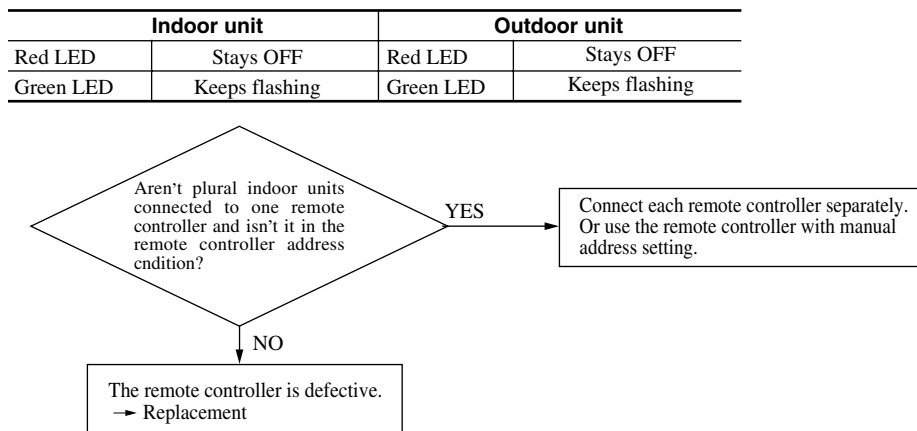 Indoor unit Outdoor unit
Red LED Stays OFF Red LED Stays OFF
Green LED Keeps flashing Green LED Keeps flashing
Aren't plural indoor units
connected to one remote
controller and isn't it in the
remote controller address
cndition?
YES
Connect each remote controller separately.
Or use the remote controller with manual
address setting.
NO
The remote controller is defective.
→ Replacement